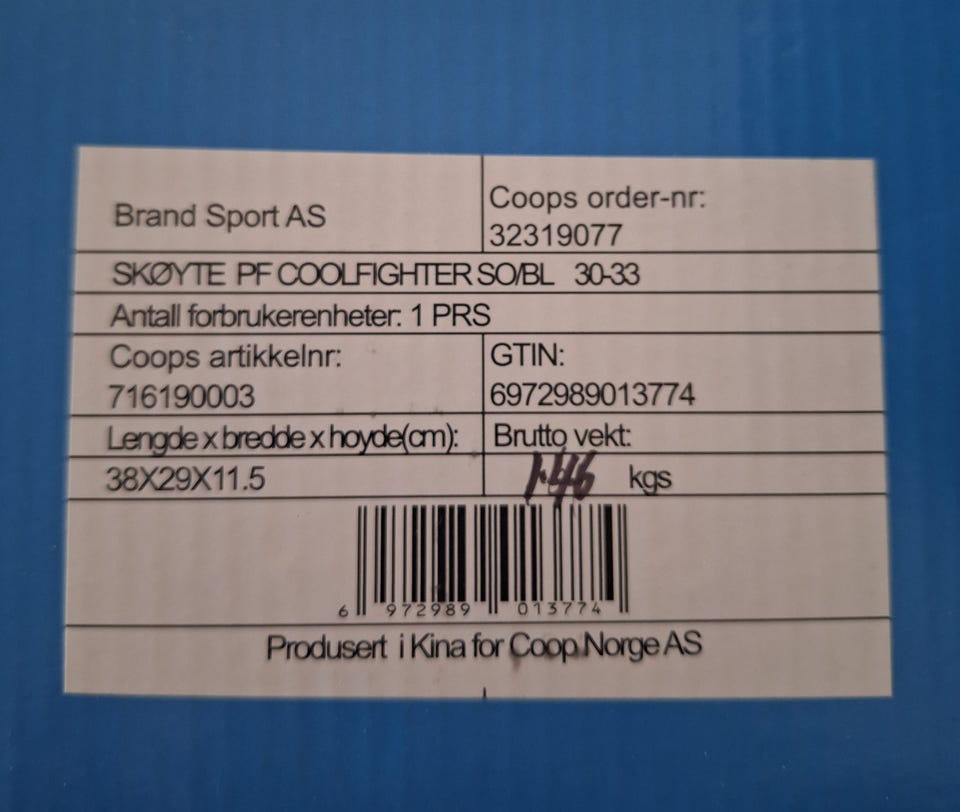 Brand Sport AS
Coops order-nr:
32319077
SKØYTE PF COOLFIGHTER SO/BL 30-33
Antall forbrukerenheter: 1 PRS
Coops artikkelnr:
716190003
GTIN:
6972989013774
Lengde x bredde x hoyde(cm):
38X29X11.5
Brutto vekt:
1.46 kgs
6 972989 013774
Produsert i Kina for Coop Norge AS